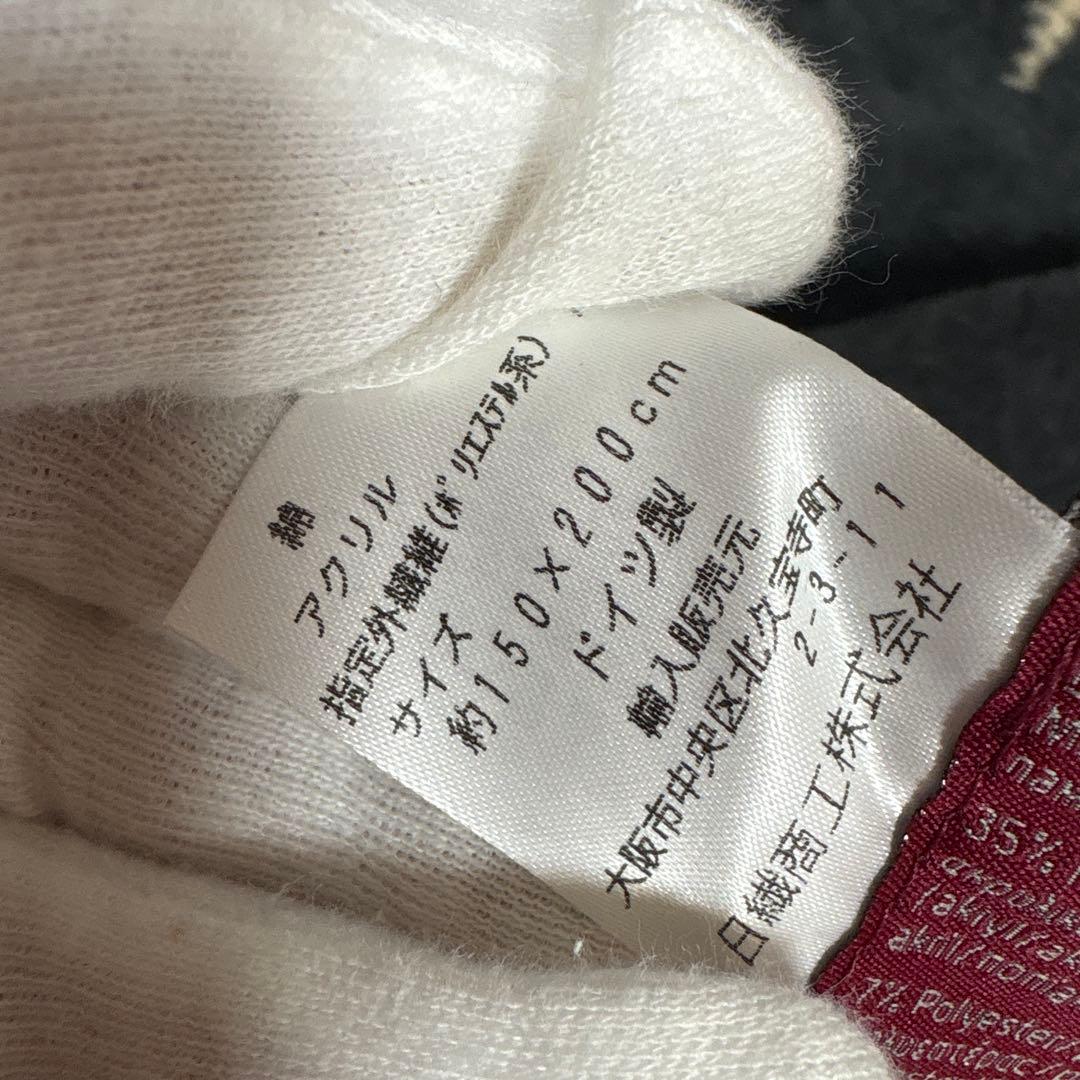 綿
アクリル
指定外繊維(ポリエステル系)
サイズ
約150×200cm
ドイツ製
輸入販売元
大阪市中央区北久宝寺町
2-3-11
日繊商工株式会社
35%
akrill/norma
7% Polyester/